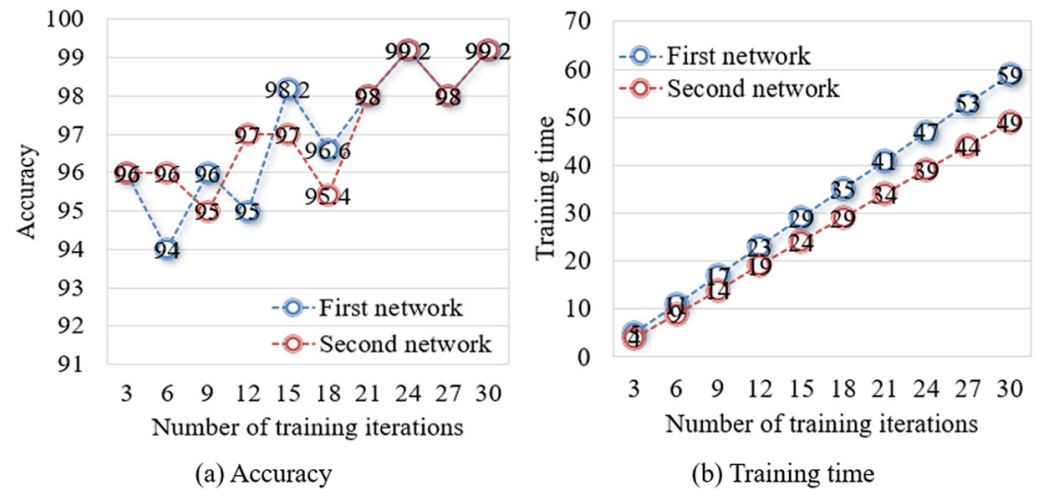 100
99
98
97
96
95
94
93
92
91
Accuracy
96 96 96 97 98.2 96.6 98 99.2 98 99.2
94 95 95 97 95.4
First network
Second network
3 6 9 12 15 18 21 24 27 30
Number of training iterations
(a) Accuracy
70
60
50
40
30
20
10
0
Training time
First network
Second network
5 11 17 23 29 35 41 47 53 59
4 9 14 19 24 29 34 39 44 49
3 6 9 12 15 18 21 24 27 30
Number of training iterations
(b) Training time